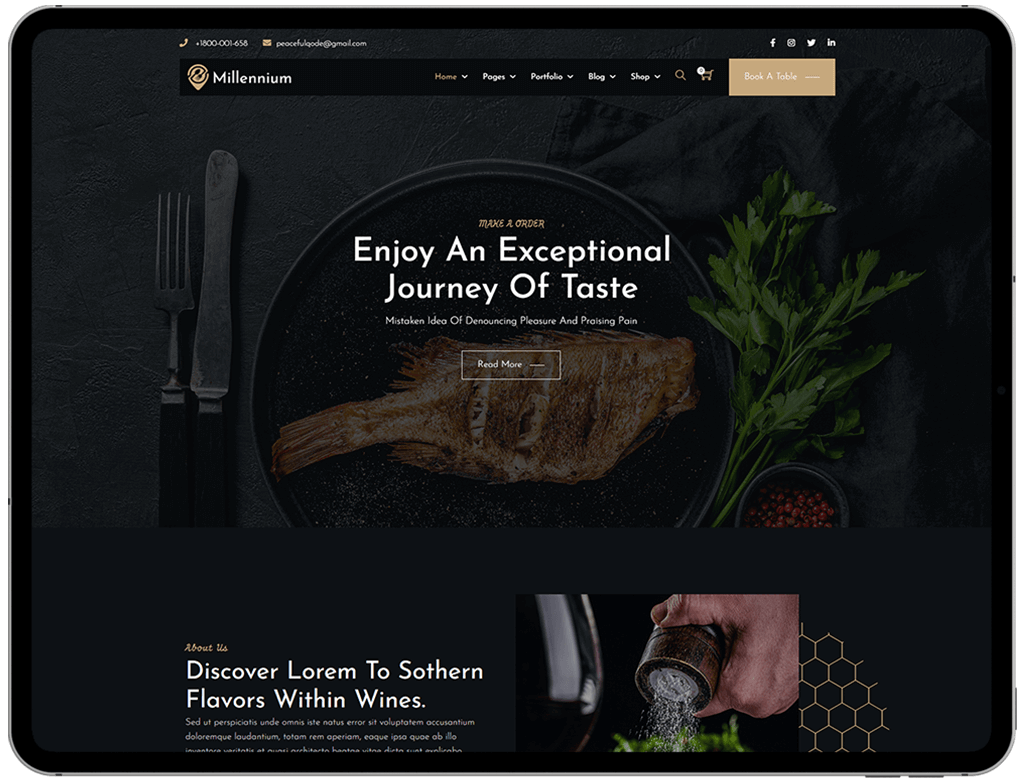 +1800-001-658 peacefulqode@gmail.com
Millennium Home Pages Portfolio Blog Shop 0 Book A Table
MAKE A ORDER
Enjoy An Exceptional
Journey Of Taste
Mistaken Idea Of Denouncing Pleasure And Praising Pain
Read More
About Us
Discover Lorem To Sothern
Flavors Within Wines.
Sed ut perspiciatis unde omnis iste natus error sit voluptatem accusantium
doloremque laudantium, totam rem aperiam, eaque ipsa quae ab illo
inventore veritatis et quasi architecto beatae vitae dicta sunt explicabo